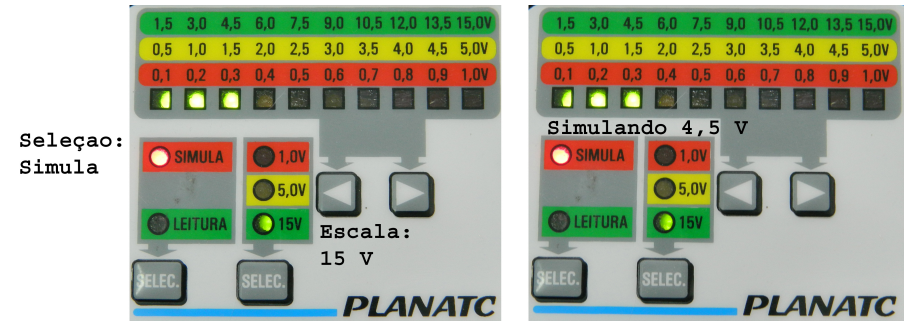 1,5 3,0 4,5 6,0 7,5 9,0 10,5 12,0 13,5 15,0V
0,5 1,0 1,5 2,0 2,5 3,0 3,5 4,0 4,5 5,0V
0,1 0,2 0,3 0,4 0,5 0,6 0,7 0,8 0,9 1,0V
Seleçao:
Simula
SIMULA 1,0V
5,0V
LEITURA 15V
Escala:
15 V
SELEC. SELEC.
PLANATC
1,5 3,0 4,5 6,0 7,5 9,0 10,5 12,0 13,5 15,0V
0,5 1,0 1,5 2,0 2,5 3,0 3,5 4,0 4,5 5,0V
0,1 0,2 0,3 0,4 0,5 0,6 0,7 0,8 0,9 1,0V
Simulando 4,5 V
SIMULA 1,0V
5,0V
LEITURA 15V
SELEC. SELEC.
PLANATC